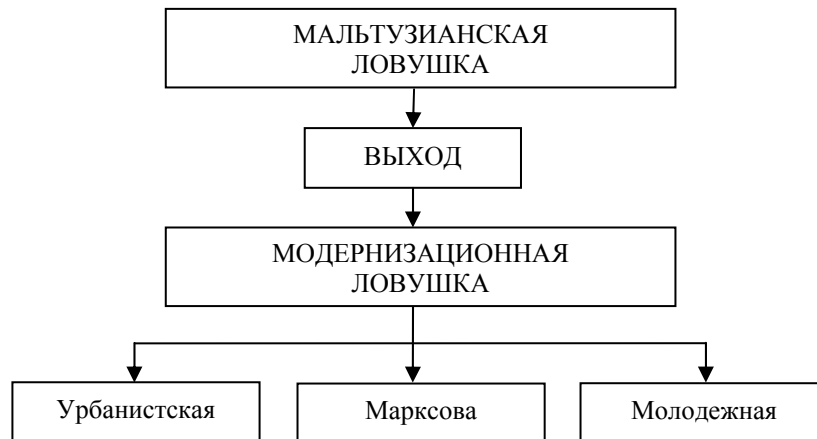 МАЛЬТУЗИАНСКАЯ
ЛОВУШКА
ВЫХОД
МОДЕРНИЗАЦИОННАЯ
ЛОВУШКА
Урбанистская
Марксова
Молодежная